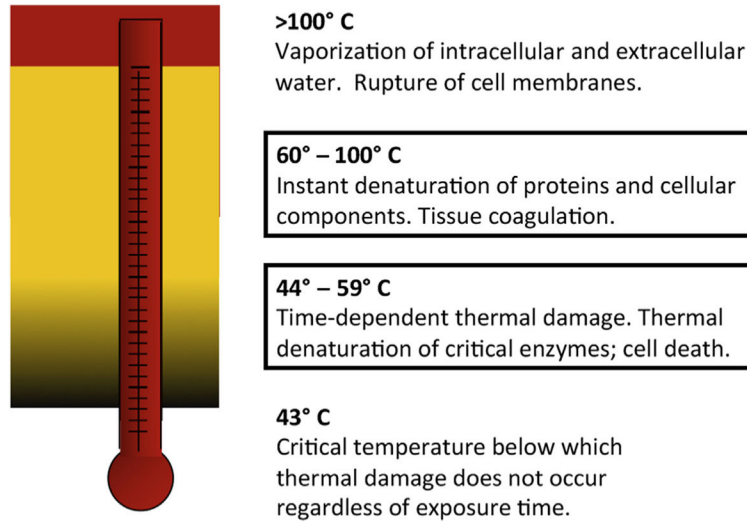 >100° C
Vaporization of intracellular and extracellular
water.  Rupture of cell membranes.
60° – 100° C
Instant denaturation of proteins and cellular
components. Tissue coagulation.
44° – 59° C
Time-dependent thermal damage. Thermal
denaturation of critical enzymes; cell death.
43° C
Critical temperature below which
thermal damage does not occur
regardless of exposure time.